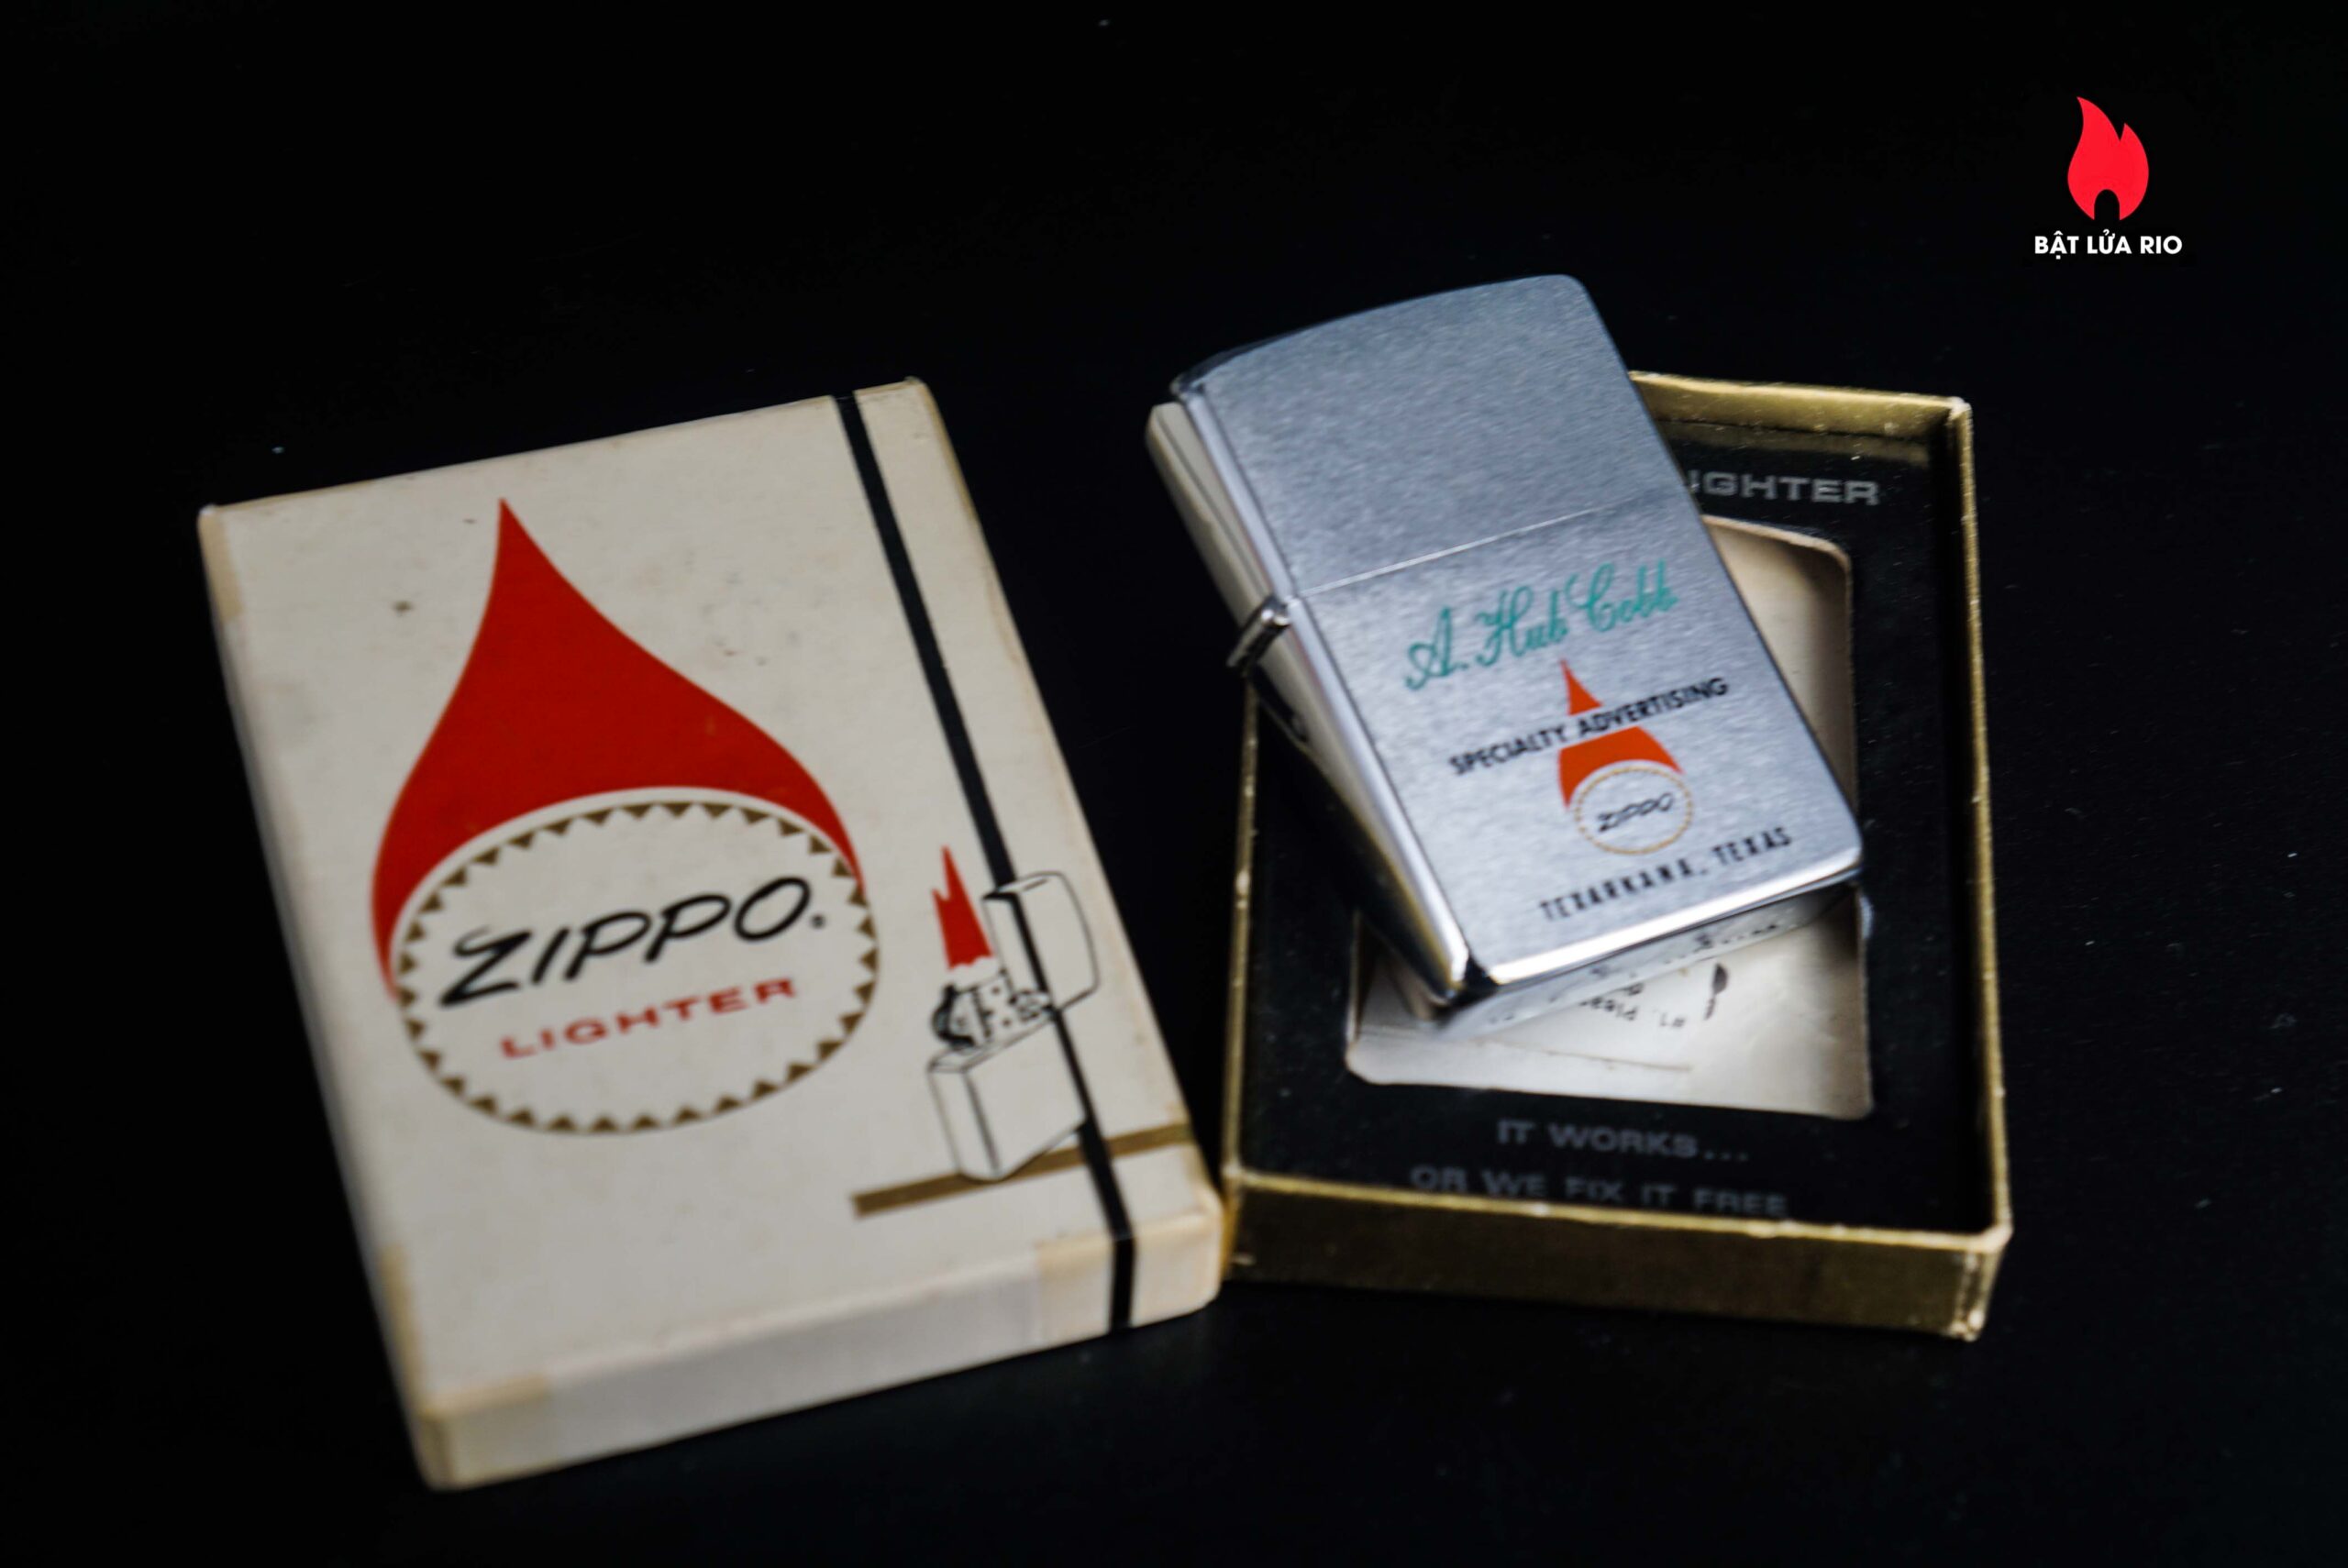 BẬT LỬA RIO
ZIPPO®
LIGHTER
IGHTER
A. Hub Cobb
SPECIALTY ADVERTISING
ZIPPO
TEXARKANA, TEXAS
IT WORKS...
OR WE FIX IT FREE